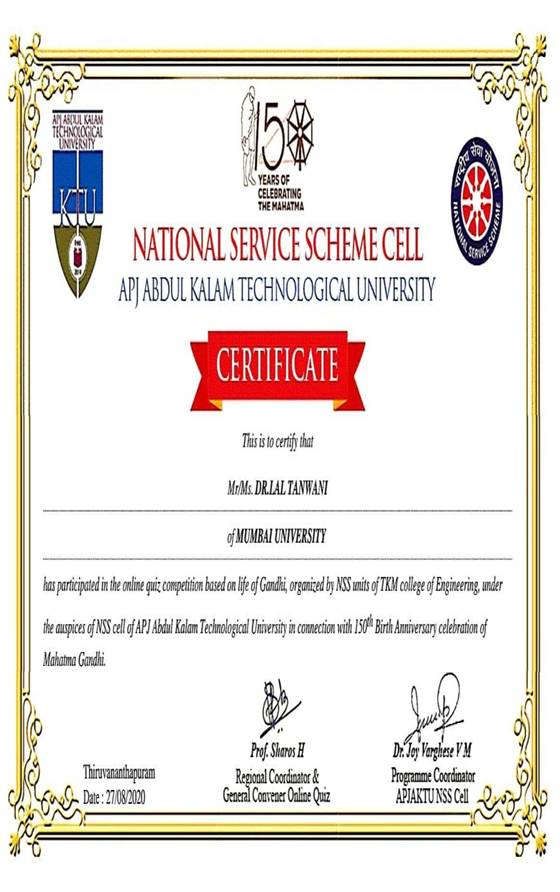 APJ ABDUL KALAM
TECHNOLOGICAL
UNIVERSITY
KTU
150
YEARS OF
CELEBRATING
THE MAHATMA
राष्ट्रीय सेवा योजना
NATIONAL SERVICE SCHEME
NATIONAL SERVICE SCHEME CELL
APJ ABDUL KALAM TECHNOLOGICAL UNIVERSITY
CERTIFICATE
This is to certify that
Mr/Ms. DR.LAL TANWANI
of MUMBAI UNIVERSITY
has participated in the online quiz competition based on life of Gandhi, organized by NSS units of TKM college of Engineering, under
the auspices of NSS cell of APJ Abdul Kalam Technological University in connection with 150th Birth Anniversary celebration of
Mahatma Gandhi.
Prof. Sharos H
Regional Coordinator &
General Convener Online Quiz
Dr. Joy Varghese V M
Programme Coordinator
APJAKTU NSS Cell
Thiruvananthapuram
Date : 27/08/2020